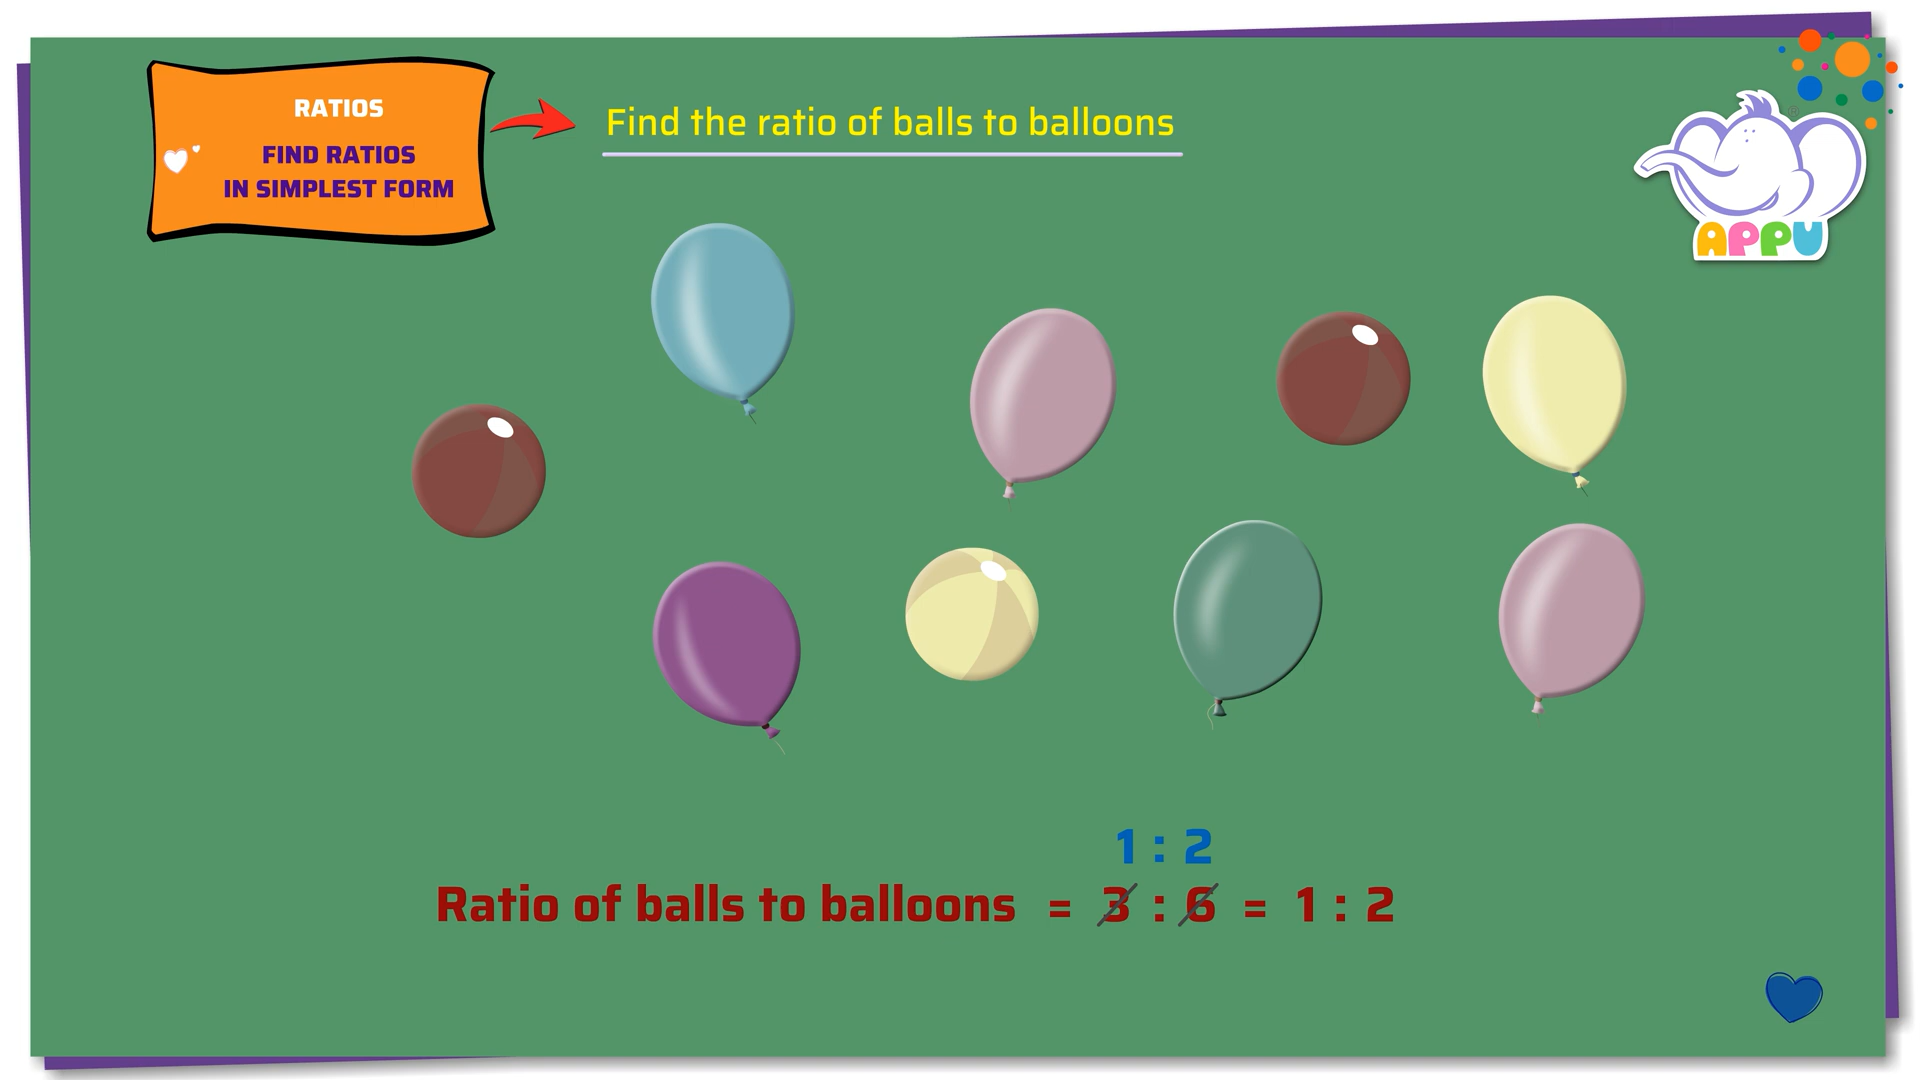 RATIOS
FIND RATIOS
IN SIMPLEST FORM
Find the ratio of balls to balloons
APPU
1 : 2
Ratio of balls to balloons = 3 : 6 = 1 : 2